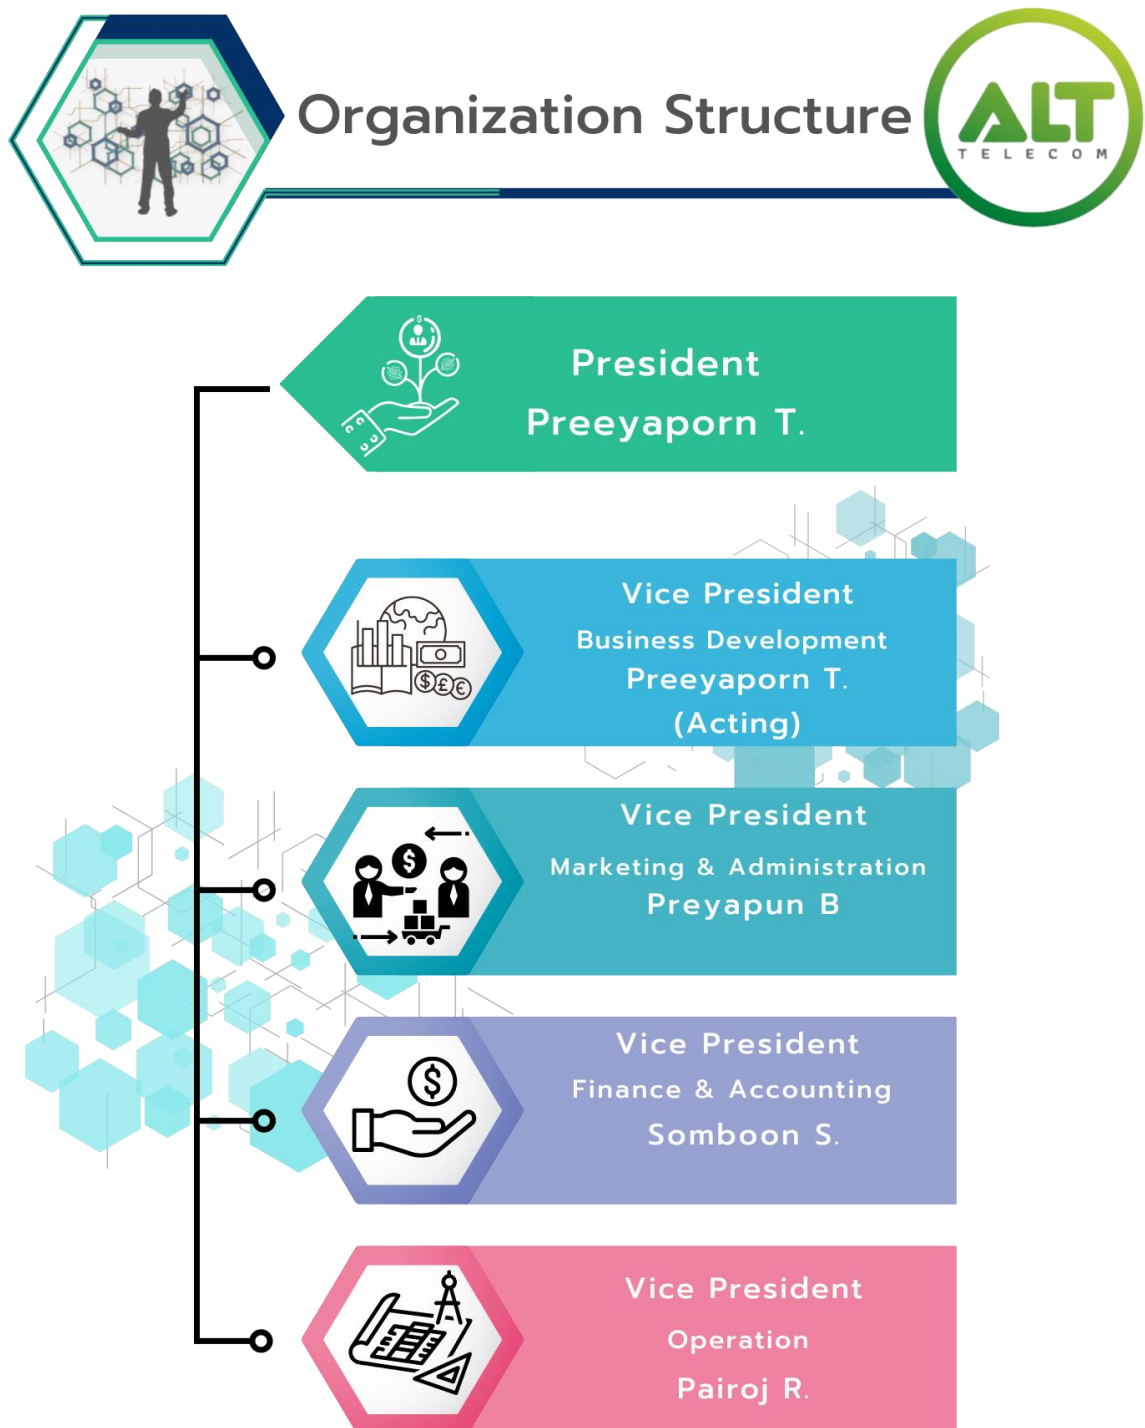 Organization Structure
ALT
TELECOM
President
Preeyaporn T.
Vice President
Business Development
Preeyaporn T.
(Acting)
Vice President
Marketing & Administration
Preyapun B
Vice President
Finance & Accounting
Somboon S.
Vice President
Operation
Pairoj R.